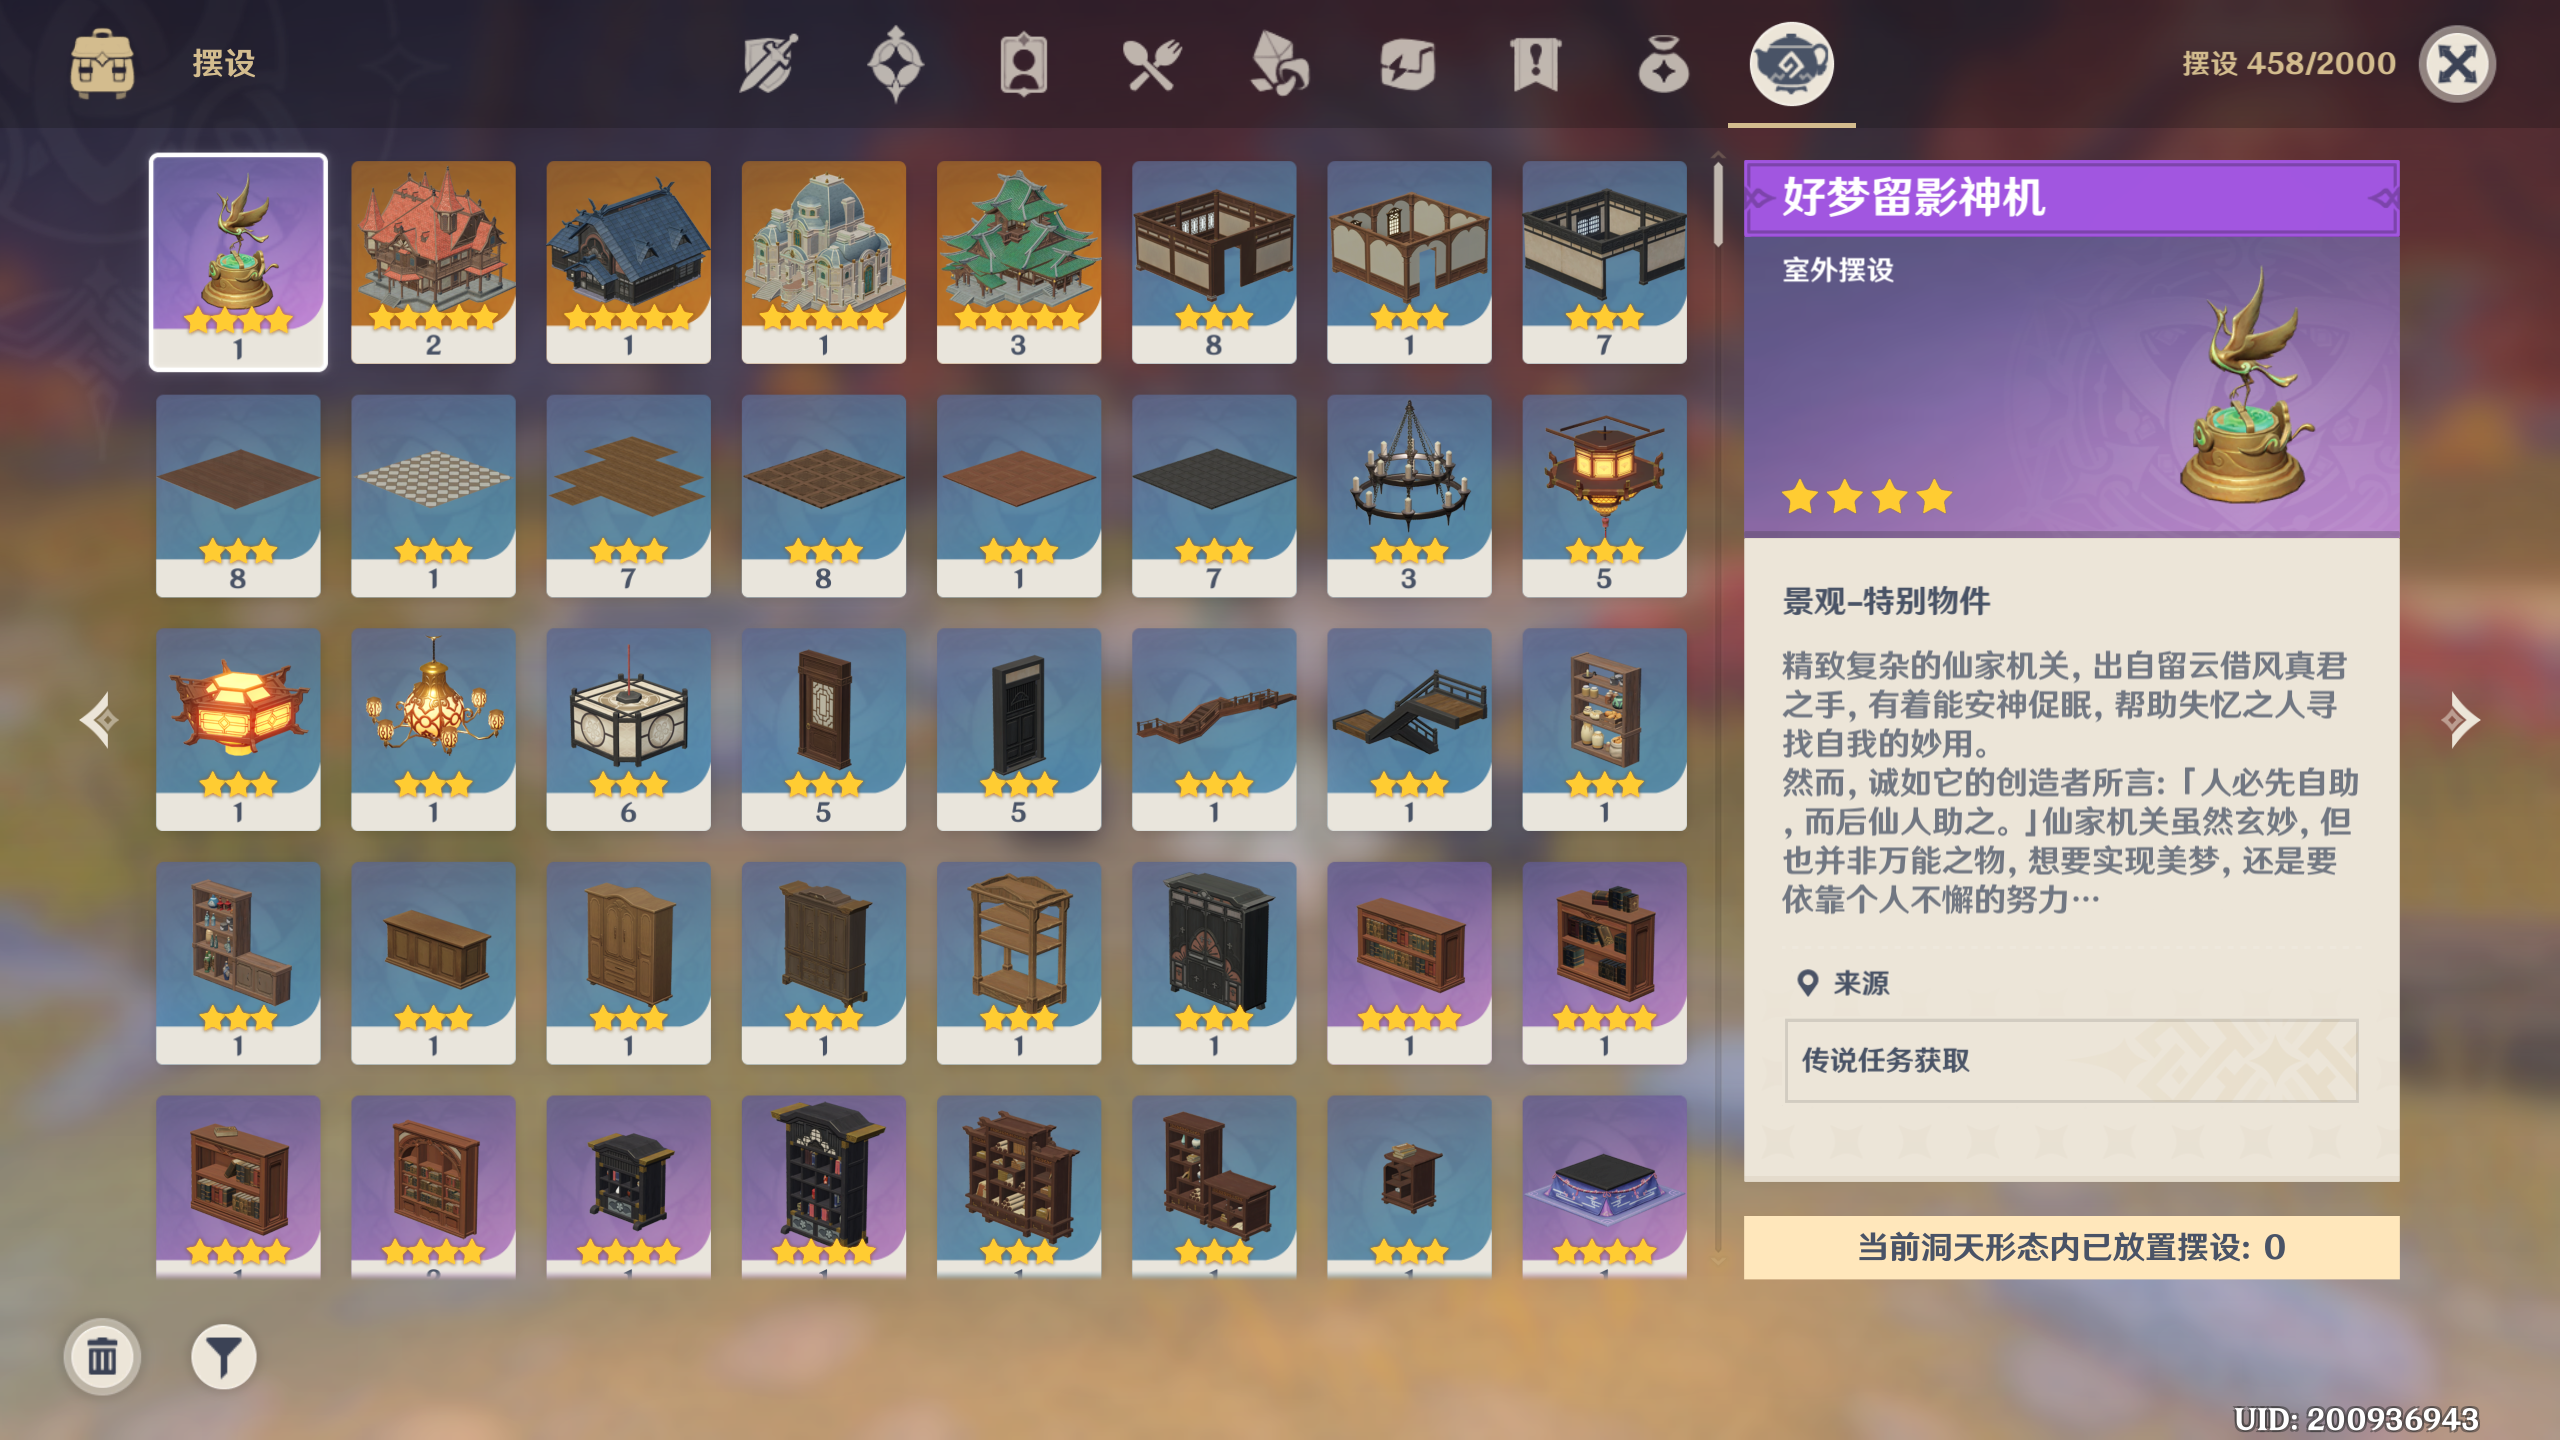 摆设
摆设 458/2000
好梦留影神机
室外摆设
1
2
1
1
3
8
1
7
8
1
7
8
1
7
3
5
1
1
6
5
5
1
1
1
1
1
1
1
1
1
1
1
景观–特别物件
精致复杂的仙家机关，出自留云借风真君
之手，有着能安神促眠，帮助失忆之人寻
找自我的妙用。
然而，诚如它的创造者所言：「人必先自助
，而后仙人助之。」仙家机关虽然玄妙，但
也并非万能之物，想要实现美梦，还是要
依靠个人不懈的努力…
来源
传说任务获取
当前洞天形态内已放置摆设：0
UID: 200936943